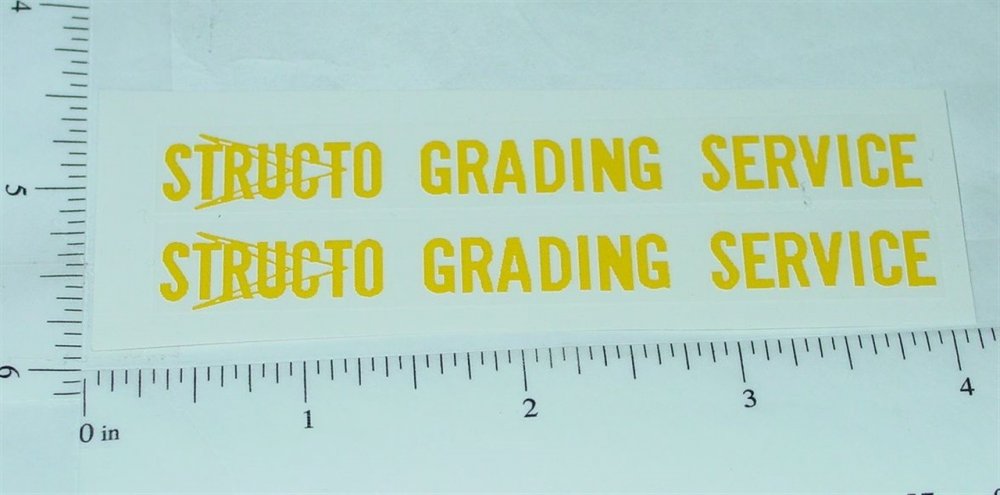 4
STRUCTO GRADING SERVICE
5
STRUCTO GRADING SERVICE
6
0 in 1 2 3 4